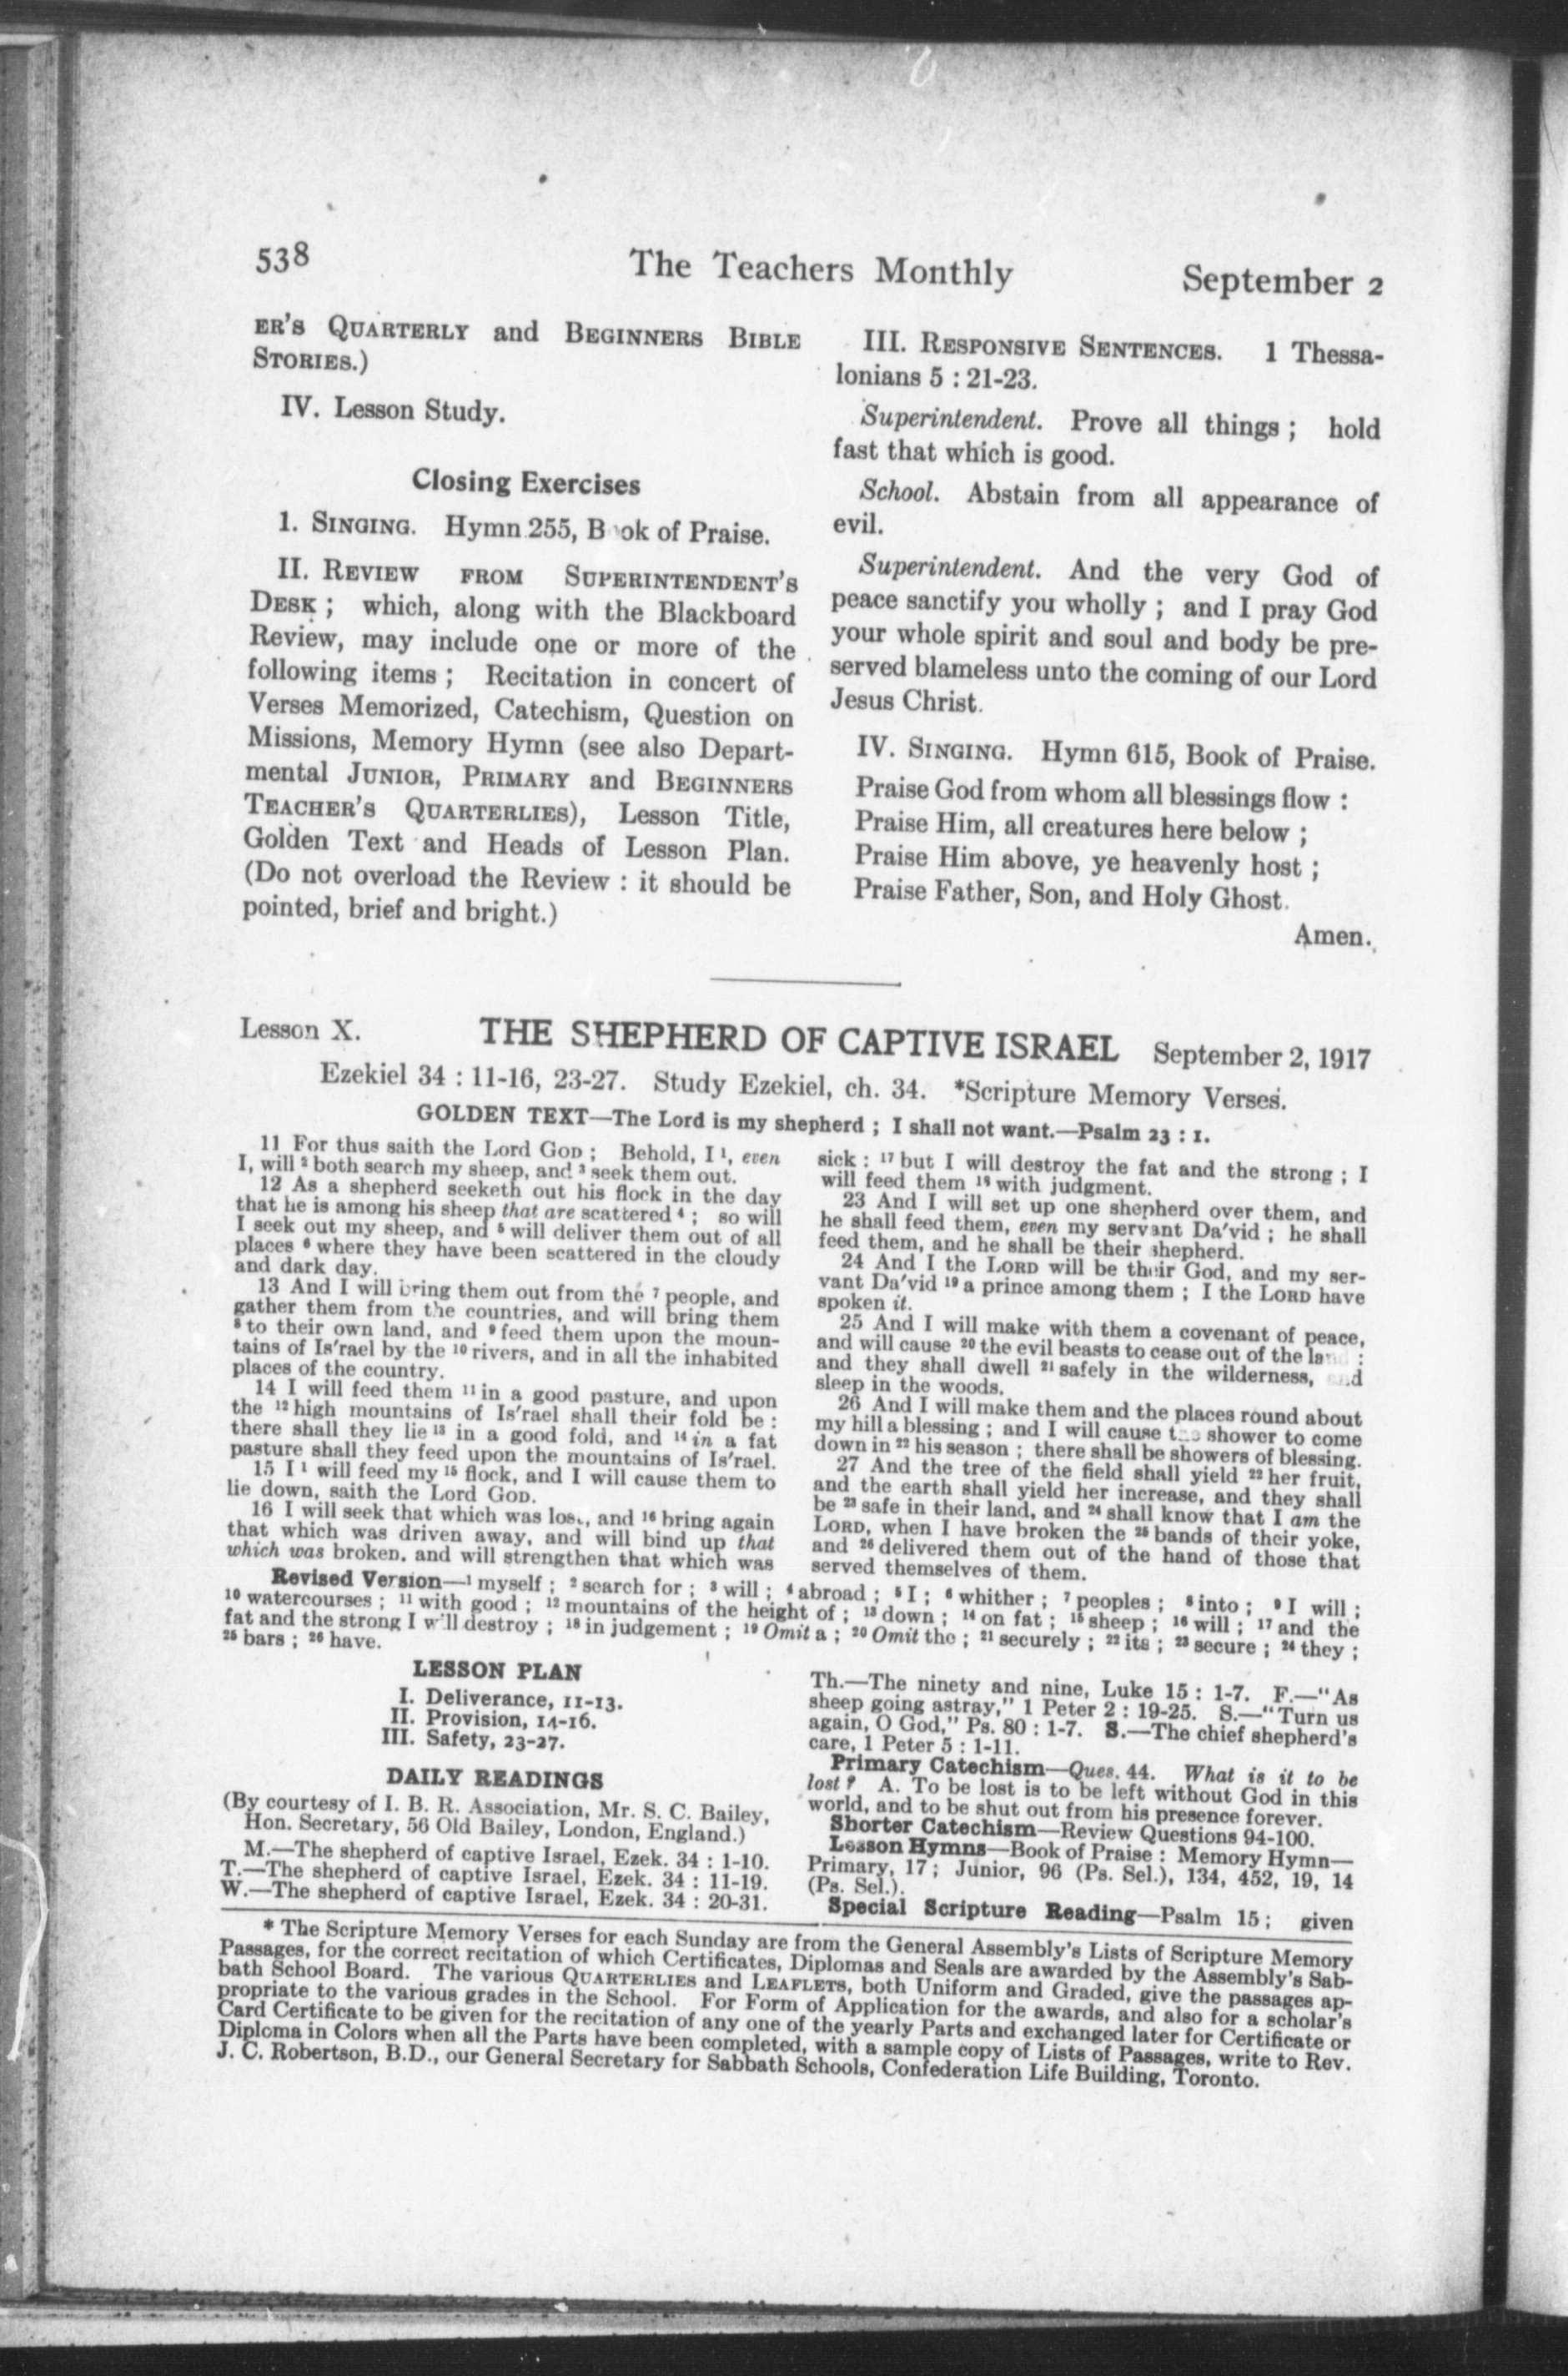 538 The Teachers Monthly September 2
ER'S QUARTERLY and BEGINNERS BIBLE
STORIES.)
IV. Lesson Study.
Closing Exercises
1. SINGING. Hymn 255, Book of Praise.
II. REVIEW FROM SUPERINTENDENT'S
DESK ; which, along with the Blackboard
Review, may include one or more of the
following items ; Recitation in concert of
Verses Memorized, Catechism, Question on
Missions, Memory Hymn (see also Depart-
mental JUNIOR, PRIMARY and BEGINNERS
TEACHER'S QUARTERLIES), Lesson Title,
Golden Text and Heads of Lesson Plan.
(Do not overload the Review : it should be
pointed, brief and bright.)
III. RESPONSIVE SENTENCES. 1 Thessa-
lonians 5 : 21-23.
Superintendent. Prove all things ; hold
fast that which is good.
School. Abstain from all appearance of
evil.
Superintendent. And the very God of
peace sanctify you wholly ; and I pray God
your whole spirit and soul and body be pre-
served blameless unto the coming of our Lord
Jesus Christ.
IV. SINGING. Hymn 615, Book of Praise.
Praise God from whom all blessings flow :
Praise Him, all creatures here below ;
Praise Him above, ye heavenly host ;
Praise Father, Son, and Holy Ghost.
Amen.
Lesson X. THE SHEPHERD OF CAPTIVE ISRAEL September 2, 1917
Ezekiel 34 : 11-16, 23-27. Study Ezekiel, ch. 34. *Scripture Memory Verses.
GOLDEN TEXT—The Lord is my shepherd ; I shall not want.—Psalm 23 : 1.
11 For thus saith the Lord GOD ; Behold, I ¹, even
I, will ² both search my sheep, and ³ seek them out.
12 As a shepherd seeketh out his flock in the day
that he is among his sheep that are scattered ⁴ ; so will
I seek out my sheep, and ⁵ will deliver them out of all
places ⁶ where they have been scattered in the cloudy
and dark day.
13 And I will bring them out from the ⁷ people, and
gather them from the countries, and will bring them
⁸ to their own land, and ⁹ feed them upon the moun-
tains of Is'rael by the ¹⁰ rivers, and in all the inhabited
places of the country.
14 I will feed them ¹¹ in a good pasture, and upon
the ¹² high mountains of Is'rael shall their fold be :
there shall they lie ¹³ in a good fold, and ¹⁴ in a fat
pasture shall they feed upon the mountains of Is'rael.
15 I ¹ will feed my ¹⁵ flock, and I will cause them to
lie down, saith the Lord GOD.
16 I will seek that which was lost, and ¹⁶ bring again
that which was driven away, and will bind up that
which was broken, and will strengthen that which was
sick : ¹⁷ but I will destroy the fat and the strong ; I
will feed them ¹⁸ with judgment.
23 And I will set up one shepherd over them, and
he shall feed them, even my servant Da'vid ; he shall
feed them, and he shall be their shepherd.
24 And I the LORD will be their God, and my ser-
vant Da'vid ¹⁹ a prince among them ; I the LORD have
spoken it.
25 And I will make with them a covenant of peace,
and will cause ²⁰ the evil beasts to cease out of the land :
and they shall dwell ²¹ safely in the wilderness, and
sleep in the woods.
26 And I will make them and the places round about
my hill a blessing ; and I will cause the shower to come
down in ²² his season ; there shall be showers of blessing.
27 And the tree of the field shall yield ²² her fruit,
and the earth shall yield her increase, and they shall
be ²³ safe in their land, and ²⁴ shall know that I am the
LORD, when I have broken the ²⁵ bands of their yoke,
and ²⁶ delivered them out of the hand of those that
served themselves of them.
Revised Version—¹ myself ; ² search for ; ³ will ; ⁴ abroad ; ⁵ I ; ⁶ whither ; ⁷ peoples ; ⁸ into ; ⁹ I will ;
¹⁰ watercourses ; ¹¹ with good ; ¹² mountains of the height of ; ¹³ down ; ¹⁴ on fat ; ¹⁵ sheep ; ¹⁶ will ; ¹⁷ and the
fat and the strong I will destroy ; ¹⁸ in judgement ; ¹⁹ Omit a ; ²⁰ Omit the ; ²¹ securely ; ²² its ; ²³ secure ; ²⁴ they ;
²⁵ bars ; ²⁶ have.
LESSON PLAN
I. Deliverance, 11-13.
II. Provision, 14-16.
III. Safety, 23-27.
DAILY READINGS
(By courtesy of I. B. R. Association, Mr. S. C. Bailey,
Hon. Secretary, 56 Old Bailey, London, England.)
M.—The shepherd of captive Israel, Ezek. 34 : 1-10.
T.—The shepherd of captive Israel, Ezek. 34 : 11-19.
W.—The shepherd of captive Israel, Ezek. 34 : 20-31.
Th.—The ninety and nine, Luke 15 : 1-7. F.—"As
sheep going astray," 1 Peter 2 : 19-25. S.—"Turn us
again, O God," Ps. 80 : 1-7. S.—The chief shepherd's
care, 1 Peter 5 : 1-11.
Primary Catechism—Ques. 44. What is it to be
lost ? A. To be lost is to be left without God in this
world, and to be shut out from his presence forever.
Shorter Catechism—Review Questions 94-100.
Lesson Hymns—Book of Praise : Memory Hymn—
Primary, 17 ; Junior, 96 (Ps. Sel.), 134, 452, 19, 14
(Ps. Sel.).
Special Scripture Reading—Psalm 15 ; given
* The Scripture Memory Verses for each Sunday are from the General Assembly's Lists of Scripture Memory
Passages, for the correct recitation of which Certificates, Diplomas and Seals are awarded by the Assembly's Sab-
bath School Board. The various QUARTERLIES and LEAFLETS, both Uniform and Graded, give the passages ap-
propriate to the various grades in the School. For Form of Application for the awards, and also for a scholar's
Card Certificate to be given for the recitation of any one of the yearly Parts and exchanged later for Certificate or
Diploma in Colors when all the Parts have been completed, with a sample copy of Lists of Passages, write to Rev.
J. C. Robertson, B.D., our General Secretary for Sabbath Schools, Confederation Life Building, Toronto.